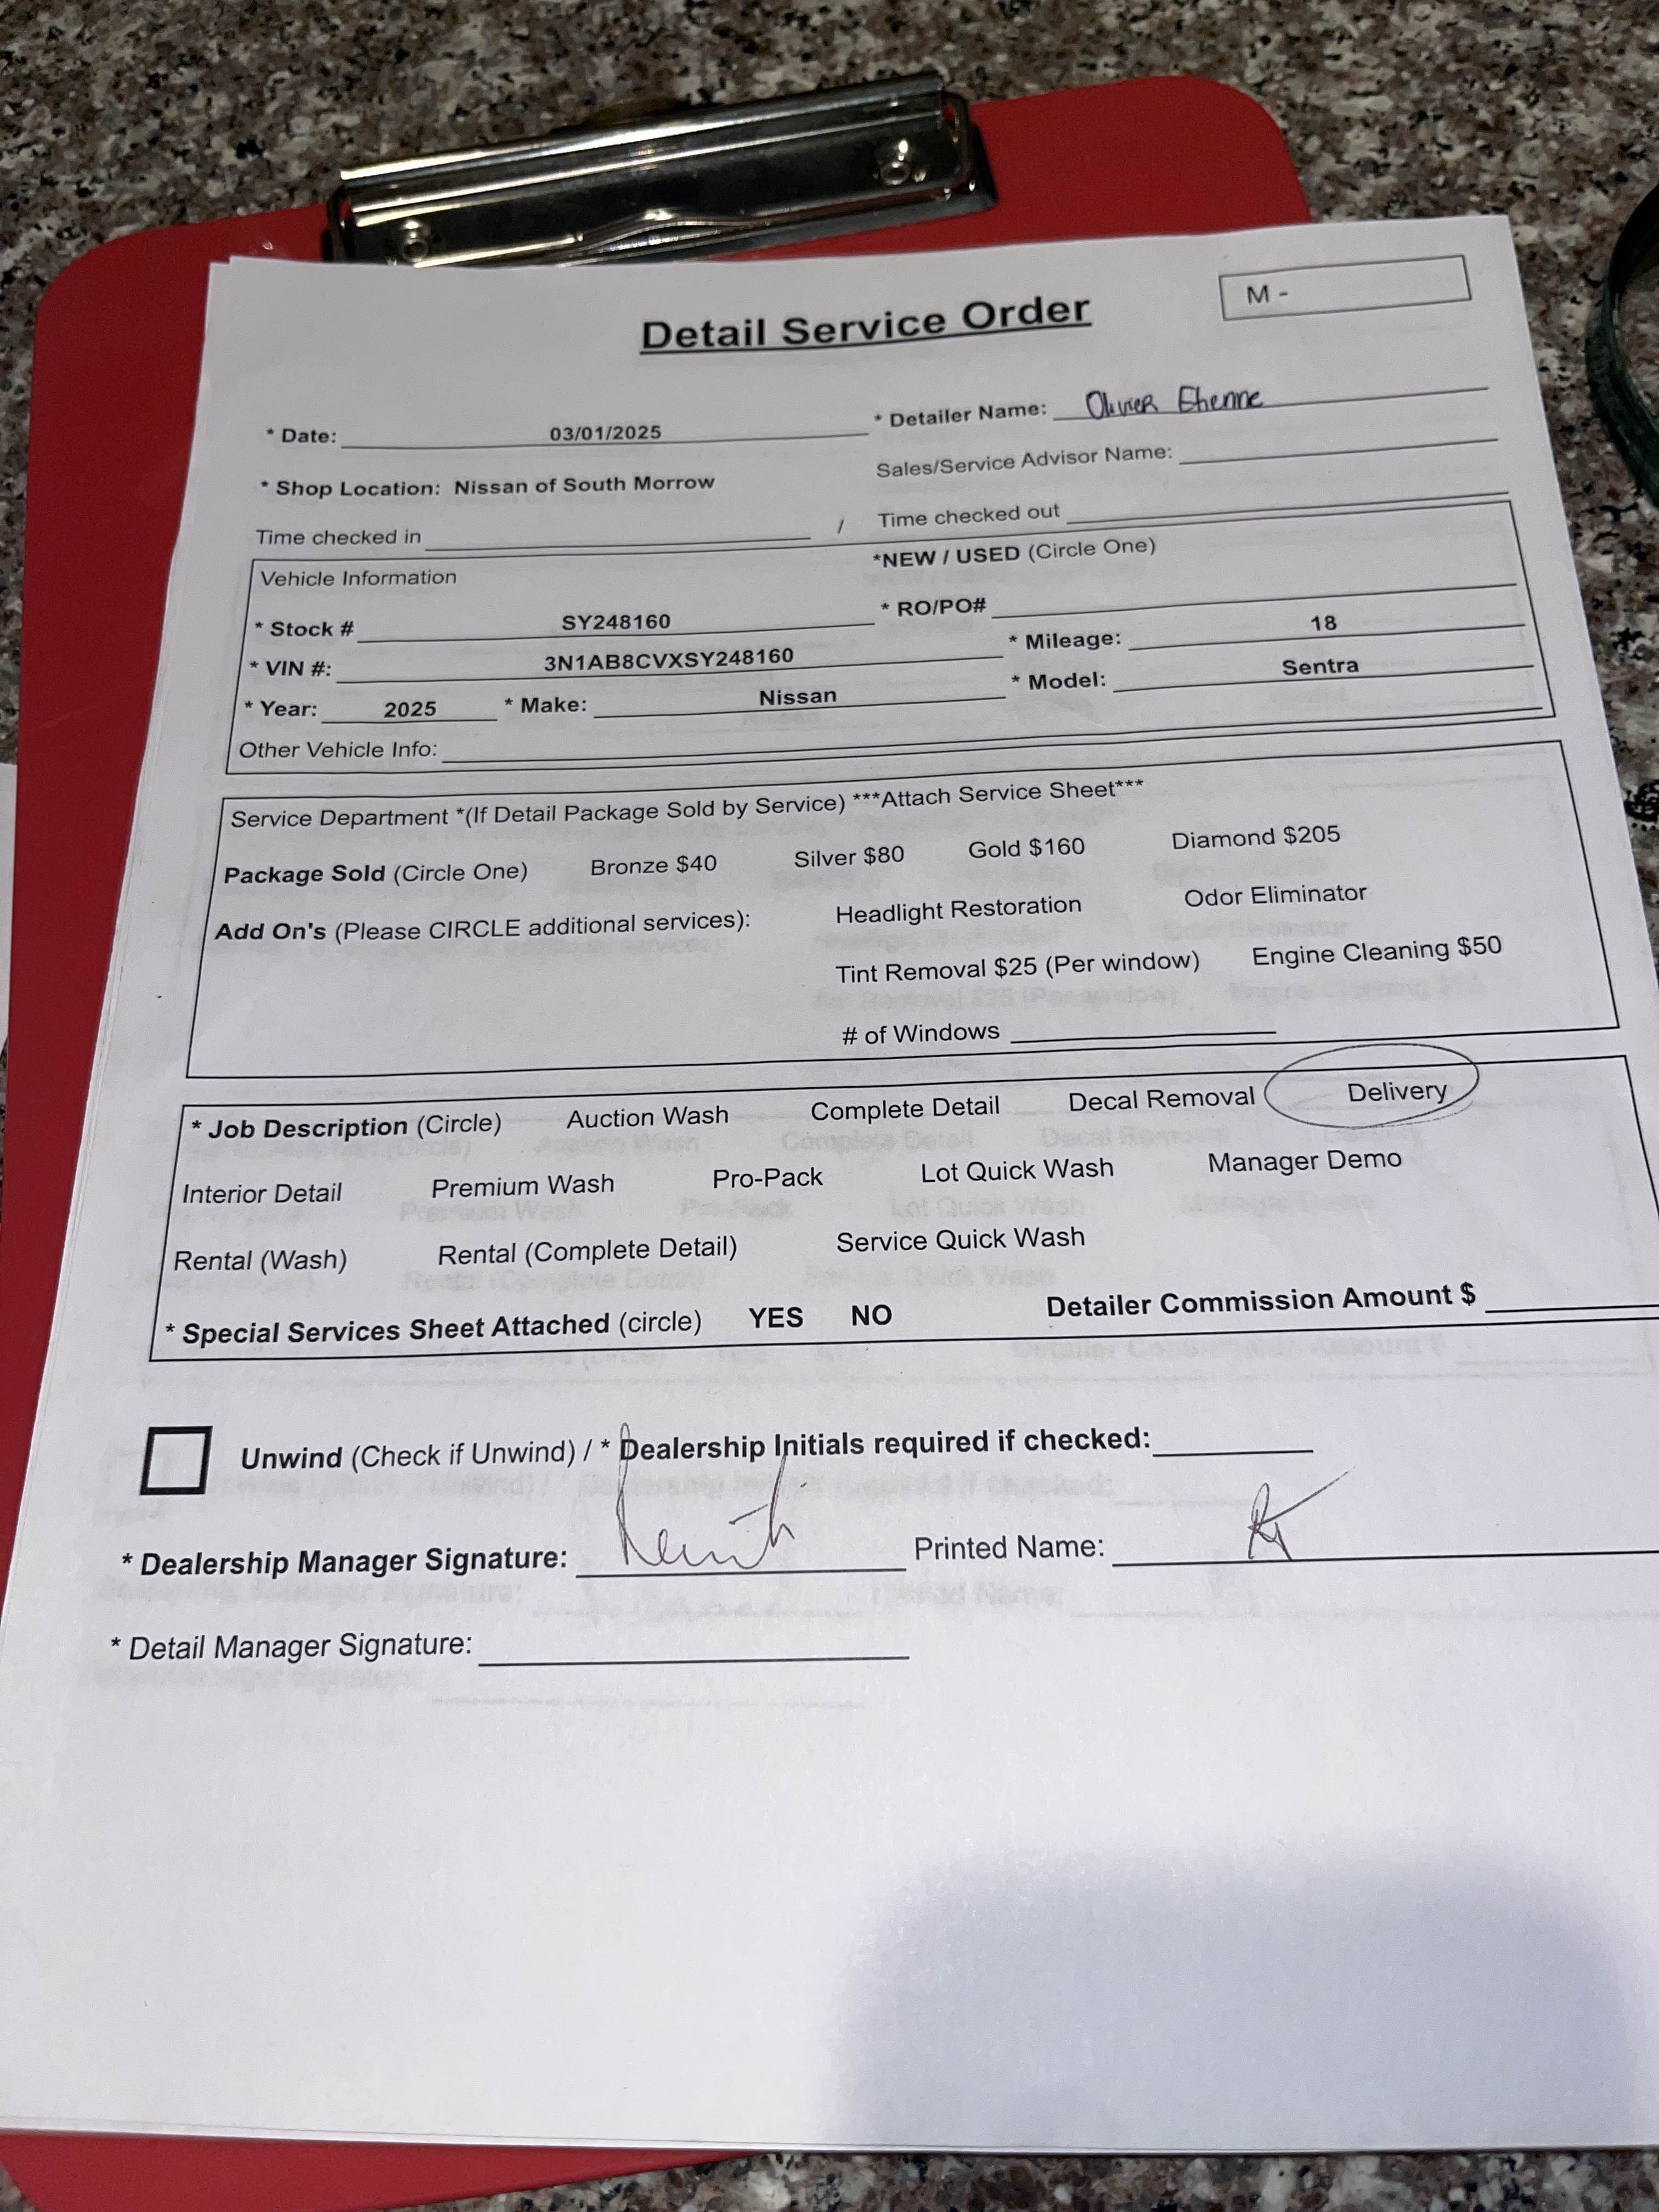 Detail Service Order
M -
* Date: 03/01/2025
* Detailer Name: Olivier Etienne
* Shop Location: Nissan of South Morrow
Sales/Service Advisor Name:
Time checked in / Time checked out
Vehicle Information
*NEW / USED (Circle One)
* Stock # SY248160 * RO/PO#
* VIN #: 3N1AB8CVXSY248160 * Mileage: 18
* Year: 2025 * Make: Nissan * Model: Sentra
Other Vehicle Info:
Service Department *(If Detail Package Sold by Service) ***Attach Service Sheet***
Package Sold (Circle One) Bronze $40 Silver $80 Gold $160 Diamond $205
Add On's (Please CIRCLE additional services): Headlight Restoration Odor Eliminator
Tint Removal $25 (Per window) Engine Cleaning $50
# of Windows
* Job Description (Circle) Auction Wash Complete Detail Decal Removal Delivery
Interior Detail Premium Wash Pro-Pack Lot Quick Wash Manager Demo
Rental (Wash) Rental (Complete Detail) Service Quick Wash
* Special Services Sheet Attached (circle) YES NO Detailer Commission Amount $
Unwind (Check if Unwind) / * Dealership Initials required if checked:
* Dealership Manager Signature: Printed Name:
* Detail Manager Signature: